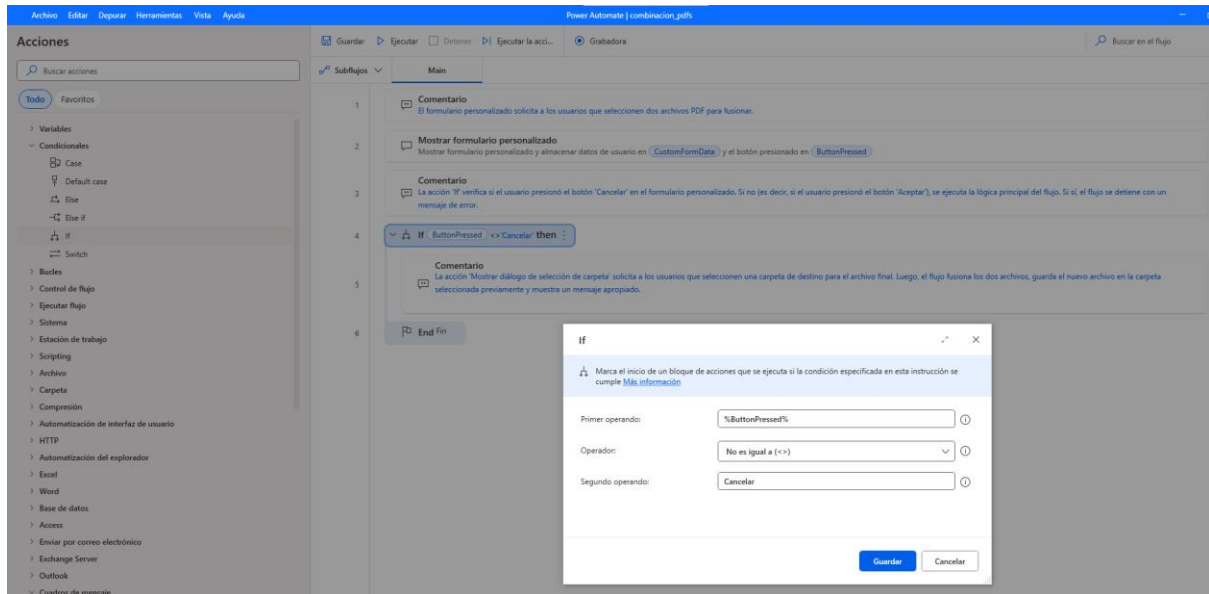 Archivo Editar Depurar Herramientas Vista Ayuda
Power Automate | combinacion_pdfs
Acciones
Guardar Ejecutar Detener Ejecutar la acci... Grabadora
Buscar en el flujo
Buscar acciones
Subflujos Main
Todo Favoritos
Variables
Condicionales
Case
Default case
Else
Else if
If
Switch
Bucles
Control de flujo
Ejecutar flujo
Sistema
Estación de trabajo
Scripting
Archivo
Carpeta
Compresión
Automatización de interfaz de usuario
HTTP
Automatización del explorador
Excel
Word
Base de datos
Access
Enviar por correo electrónico
Exchange Server
Outlook
Cuadros de mensaje
1
Comentario
El formulario personalizado solicita a los usuarios que seleccionen dos archivos PDF para fusionar.
2
Mostrar formulario personalizado
Mostrar formulario personalizado y almacenar datos de usuario en CustomFormData y el botón presionado en ButtonPressed
3
Comentario
La acción 'If' verifica si el usuario presionó el botón 'Cancelar' en el formulario personalizado. Si no (es decir, si el usuario presionó el botón 'Aceptar'), se ejecuta la lógica principal del flujo. Si sí, el flujo se detiene con un
mensaje de error.
4
If ButtonPressed <>'Cancelar' then
5
Comentario
La acción 'Mostrar diálogo de selección de carpeta' solicita a los usuarios que seleccionen una carpeta de destino para el archivo final. Luego, el flujo fusiona los dos archivos, guarda el nuevo archivo en la carpeta
seleccionada previamente y muestra un mensaje apropiado.
6
End Fin
If
Marca el inicio de un bloque de acciones que se ejecuta si la condición especificada en esta instrucción se
cumple Más información
Primer operando: %ButtonPressed%
Operador: No es igual a (<>)
Segundo operando: Cancelar
Guardar Cancelar